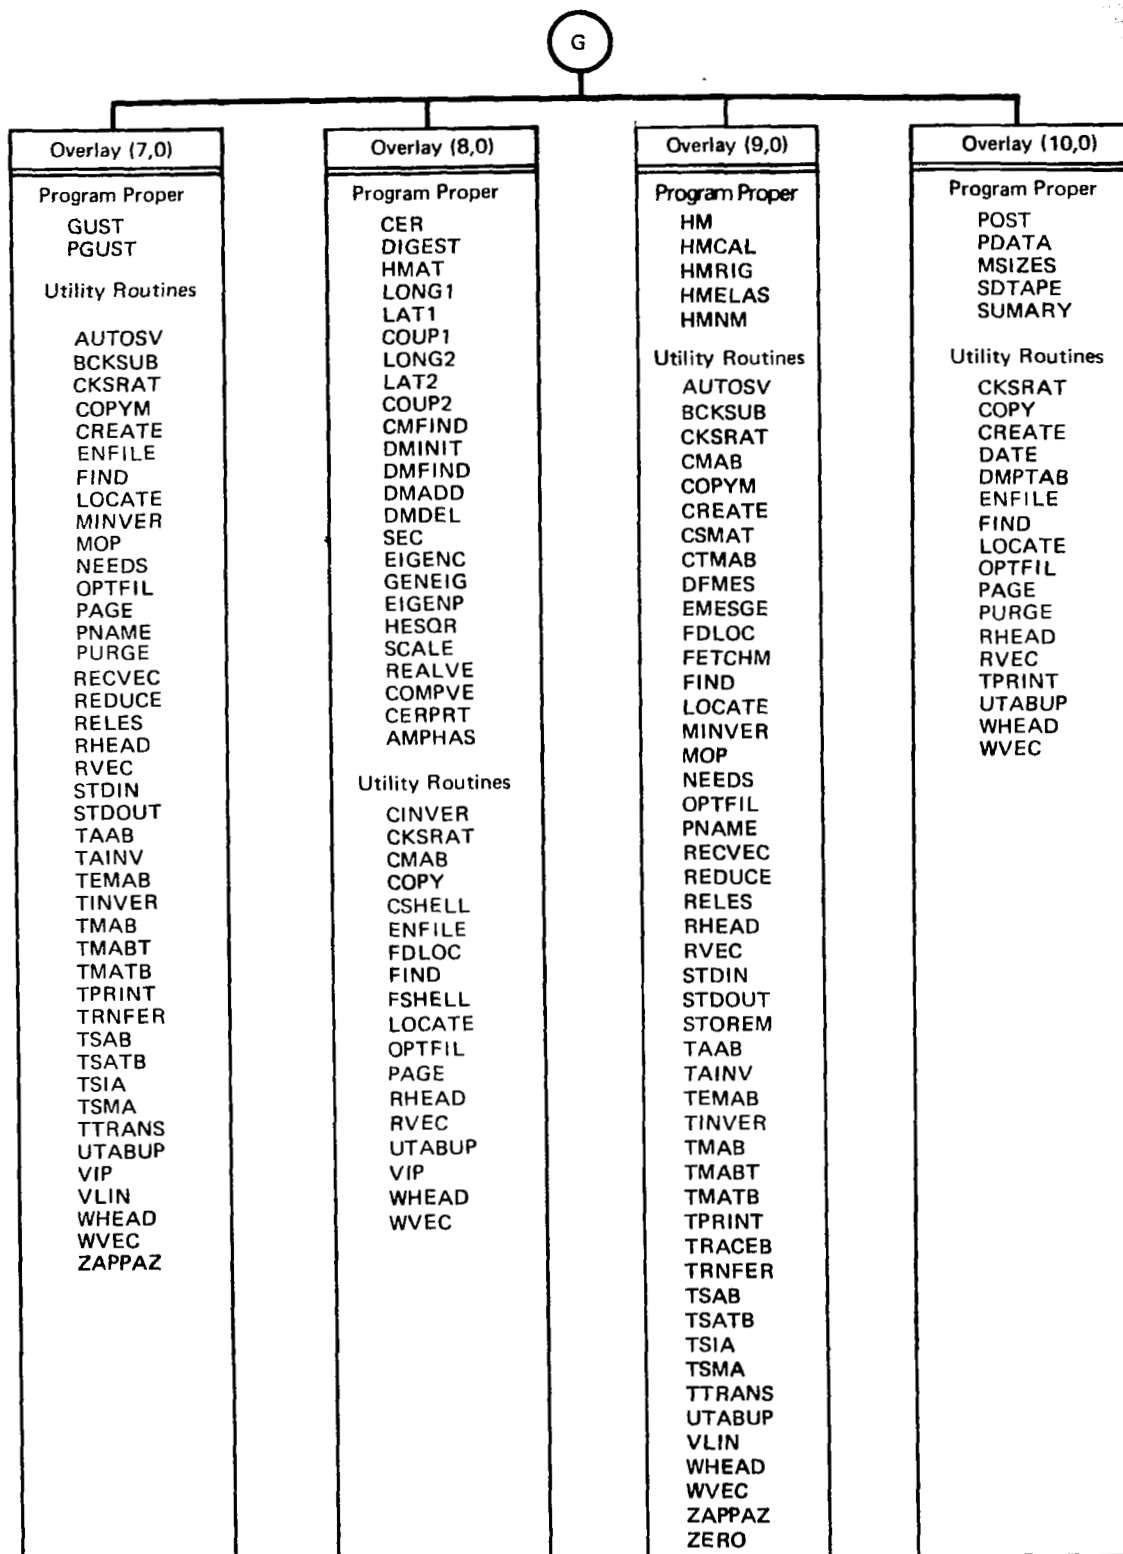 G
Overlay (7,0)
Program Proper
GUST
PGUST
Utility Routines
AUTOSV
BCKSUB
CKSRAT
COPYM
CREATE
ENFILE
FIND
LOCATE
MINVER
MOP
NEEDS
OPTFIL
PAGE
PNAME
PURGE
RECVEC
REDUCE
RELES
RHEAD
RVEC
STDIN
STDOUT
TAAB
TAINV
TEMAB
TINVER
TMAB
TMABT
TMATB
TPRINT
TRNFER
TSAB
TSATB
TSIA
TSMA
TTRANS
UTABUP
VIP
VLIN
WHEAD
WVEC
ZAPPAZ
Overlay (8,0)
Program Proper
CER
DIGEST
HMAT
LONG1
LAT1
COUP1
LONG2
LAT2
COUP2
CMFIND
DMINIT
DMFIND
DMADD
DMDEL
SEC
EIGENC
GENEIG
EIGENP
HESQR
SCALE
REALVE
COMPVE
CERPRT
AMPHAS
Utility Routines
CINVER
CKSRAT
CMAB
COPY
CSHELL
ENFILE
FDLOC
FIND
FSHELL
LOCATE
OPTFIL
PAGE
RHEAD
RVEC
UTABUP
VIP
WHEAD
WVEC
Overlay (9,0)
Program Proper
HM
HMCAL
HMRIG
HMELAS
HMNM
Utility Routines
AUTOSV
BCKSUB
CKSRAT
CMAB
COPYM
CREATE
CSMAT
CTMAB
DFMES
EMESGE
FDLOC
FETCHM
FIND
LOCATE
MINVER
MOP
NEEDS
OPTFIL
PNAME
RECVEC
REDUCE
RELES
RHEAD
RVEC
STDIN
STDOUT
STOREM
TAAB
TAINV
TEMAB
TINVER
TMAB
TMABT
TMATB
TPRINT
TRACEB
TRNFER
TSAB
TSATB
TSIA
TSMA
TTRANS
UTABUP
VLIN
WHEAD
WVEC
ZAPPAZ
ZERO
Overlay (10,0)
Program Proper
POST
PDATA
MSIZES
SDTAPE
SUMARY
Utility Routines
CKSRAT
COPY
CREATE
DATE
DMPTAB
ENFILE
FIND
LOCATE
OPTFIL
PAGE
PURGE
RHEAD
RVEC
TPRINT
UTABUP
WHEAD
WVEC